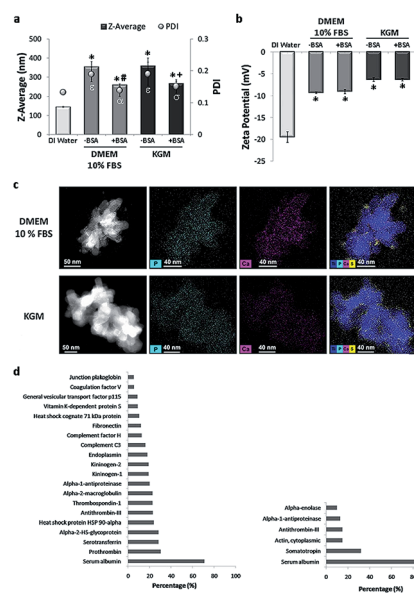 a
Z-Average
PDI
500
400
300
200
100
0
Z-Average (nm)
0.3
0.2
0.1
0
PDI
*
*#
*
*+
DI Water
-BSA
+BSA
-BSA
+BSA
DMEM
10% FBS
KGM
b
DMEM
10% FBS
KGM
DI Water
-BSA
+BSA
-BSA
+BSA
0
-5
-10
-15
-20
-25
Zeta Potential (mV)
*
*
*
*
c
DMEM
10 % FBS
50 nm
P
40 nm
Ca
40 nm
P Ca S
40 nm
KGM
50 nm
P
40 nm
Ca
40 nm
P Ca S
40 nm
d
Junction plakoglobin
Coagulation factor V
General vesicular transport factor p115
Vitamin K-dependent protein S
Heat shock cognate 71 kDa protein
Fibronectin
Complement factor H
Complement C3
Endoplasmin
Kininogen-2
Kininogen-1
Alpha-1-antiproteinase
Alpha-2-macroglobulin
Thrombospondin-1
Antithrombin-III
Heat shock protein HSP 90-alpha
Alpha-2-HS-glycoprotein
Serotransferrin
Prothrombin
Serum albumin
0 20 40 60 80 100
Percentage (%)
Alpha-enolase
Alpha-1-antiproteinase
Antithrombin-III
Actin, cytoplasmic
Somatotropin
Serum albumin
0 20 40 60 80
Percentage (%)